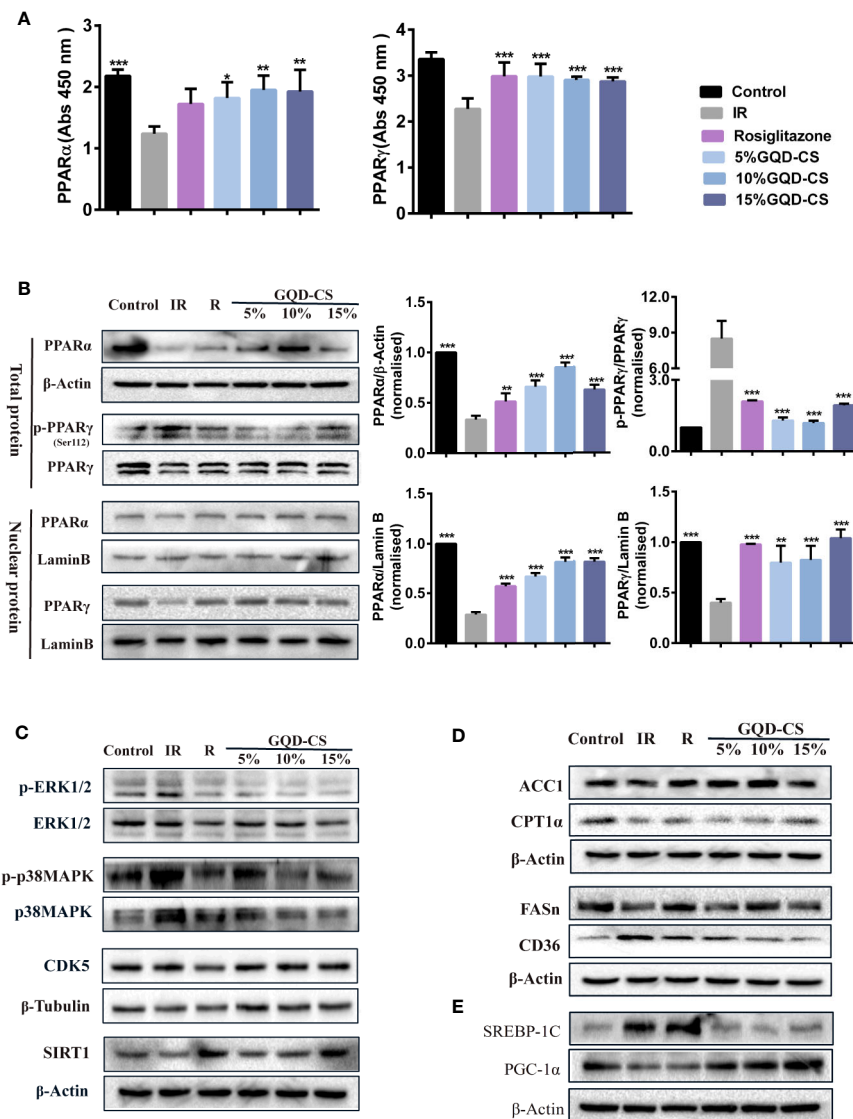 A
PPARα(Abs 450 nm )
3
2
1
0
***
*
**
**
PPARγ(Abs 450 nm )
4
3
2
1
0
***
***
***
***
Control
IR
Rosiglitazone
5%GQD-CS
10%GQD-CS
15%GQD-CS
B
Control IR R GQD-CS
5% 10% 15%
Total protein
PPARα
β-Actin
p-PPARγ
(Ser112)
PPARγ
Nuclear protein
PPARα
LaminB
PPARγ
LaminB
PPARα/β-Actin
(normalised)
1.5
1.0
0.5
0.0
***
**
***
***
***
p-PPARγ/PPARγ
(normalised)
12.0
9.0
6.0
3.0
1.0
***
***
***
***
PPARα/Lamin B
(normalised)
1.5
1.0
0.5
0.0
***
***
***
***
***
PPARγ/Lamin B
(normalised)
1.5
1.0
0.5
0.0
***
***
**
***
***
C
Control IR R GQD-CS
5% 10% 15%
p-ERK1/2
ERK1/2
p-p38MAPK
p38MAPK
CDK5
β-Tubulin
SIRT1
β-Actin
D
Control IR R GQD-CS
5% 10% 15%
ACC1
CPT1α
β-Actin
FASn
CD36
β-Actin
E
SREBP-1C
PGC-1α
β-Actin